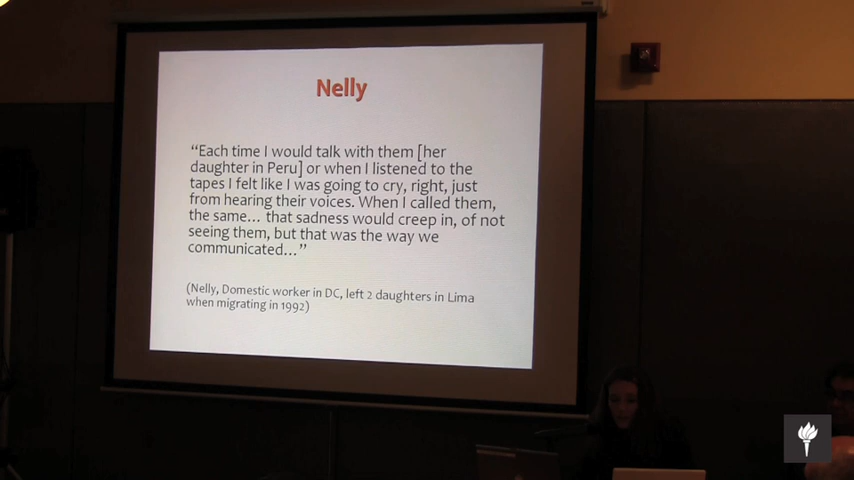 Nelly
“Each time I would talk with them [her
daughter in Peru] or when I listened to the
tapes I felt like I was going to cry, right, just
from hearing their voices. When I called them,
the same... that sadness would creep in, of not
seeing them, but that was the way we
communicated...”
(Nelly, Domestic worker in DC, left 2 daughters in Lima
when migrating in 1992)